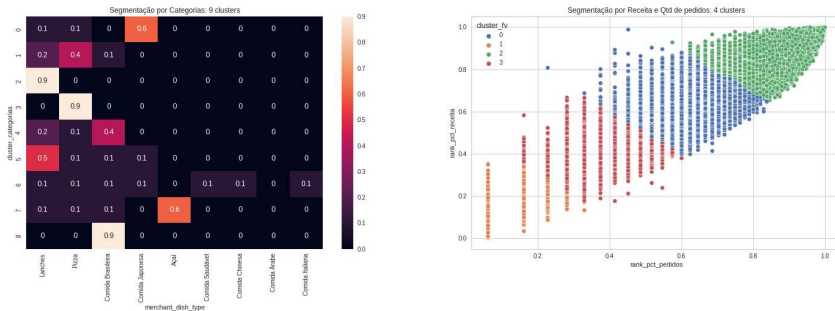 Segmentação por Categorias: 9 clusters
cluster_categorias
0 0.1 0.1 0 0.6 0 0 0 0 0
1 0.2 0.4 0.1 0 0 0 0 0 0
2 0.9 0 0 0 0 0 0 0 0
3 0 0.9 0 0 0 0 0 0 0
4 0.2 0.1 0.4 0 0 0 0 0 0
5 0.5 0.1 0.1 0.1 0 0 0 0 0
6 0.1 0.1 0.1 0.1 0 0.1 0.1 0 0.1
7 0.1 0.1 0.1 0 0.6 0 0 0 0
8 0 0 0.9 0 0 0 0 0 0
Lanches
Pizza
Comida Brasileira
Comida Japonesa
Açaí
Comida Saudável
Comida Chinesa
Comida Árabe
Comida Italiana
merchant_dish_type
0.9
0.8
0.7
0.6
0.5
0.4
0.3
0.2
0.1
0.0
Segmentação por Receita e Qtd de pedidos: 4 clusters
cluster_fv
0
1
2
3
rank_pct_receita
1.0
0.8
0.6
0.4
0.2
0.0
0.2 0.4 0.6 0.8 1.0
rank_pct_pedidos